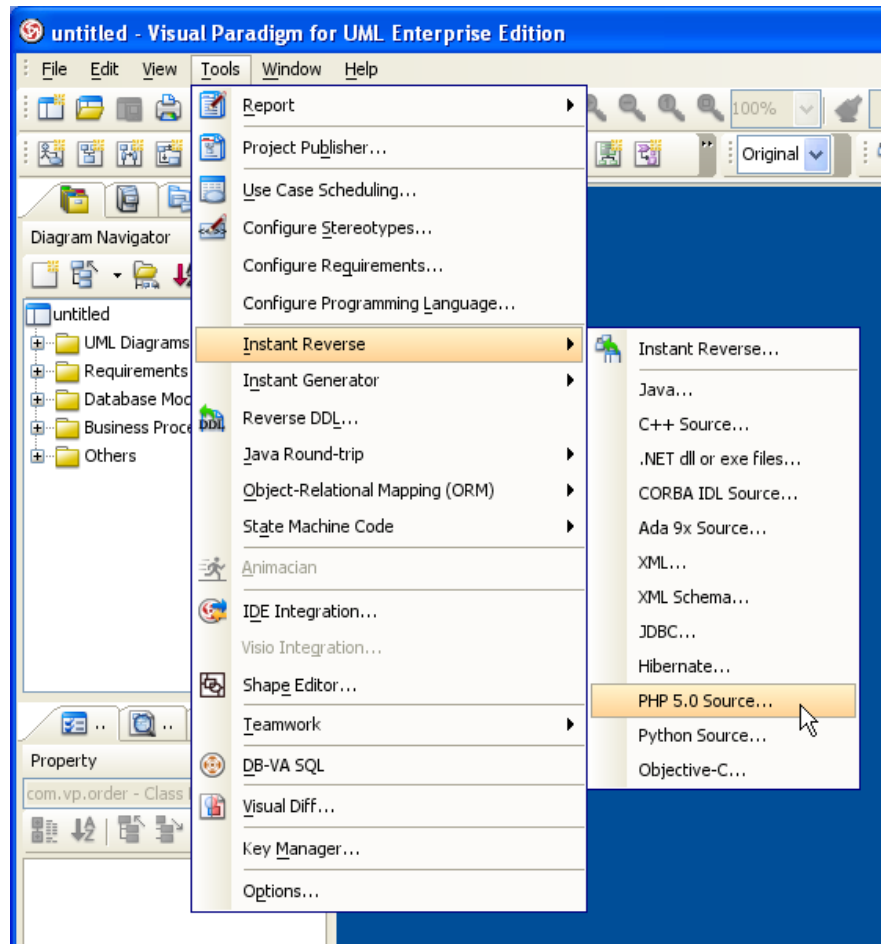 untitled - Visual Paradigm for UML Enterprise Edition
File Edit View Tools Window Help
100%
Original
Diagram Navigator
untitled
UML Diagrams
Requirements
Database Mod
Business Proce
Others
Report
Project Publisher...
Use Case Scheduling...
Configure Stereotypes...
Configure Requirements...
Configure Programming Language...
Instant Reverse
Instant Generator
DDL
Reverse DDL...
Java Round-trip
Object-Relational Mapping (ORM)
State Machine Code
Animacian
IDE Integration...
Visio Integration...
Shape Editor...
Teamwork
DB-VA SQL
Visual Diff...
Key Manager...
Options...
Instant Reverse...
Java...
C++ Source...
.NET dll or exe files...
CORBA IDL Source...
Ada 9x Source...
XML...
XML Schema...
JDBC...
Hibernate...
PHP 5.0 Source...
Python Source...
Objective-C...
.. ..
Property
com.vp.order - Class